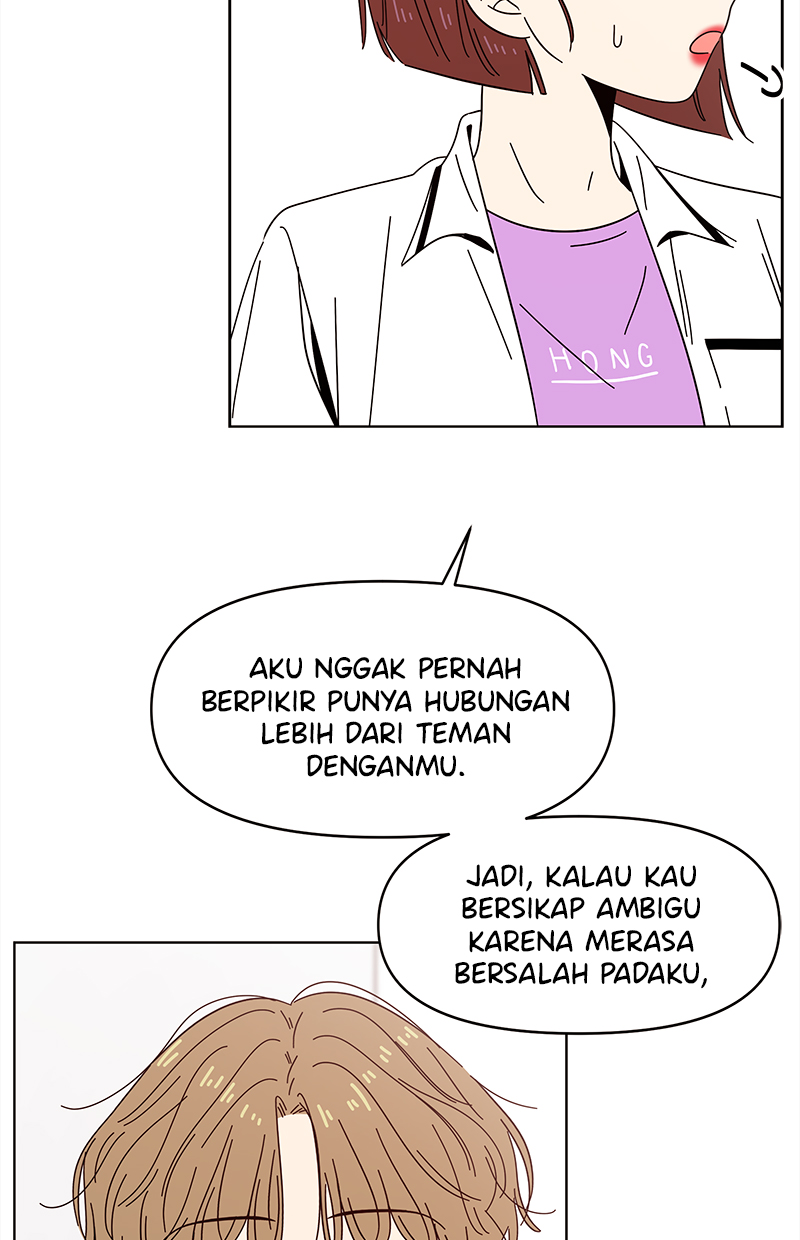 HONG
AKU NGGAK PERNAH
BERPIKIR PUNYA HUBUNGAN
LEBIH DARI TEMAN
DENGANMU.
JADI, KALAU KAU
BERSIKAP AMBIGU
KARENA MERASA
BERSALAH PADAKU,